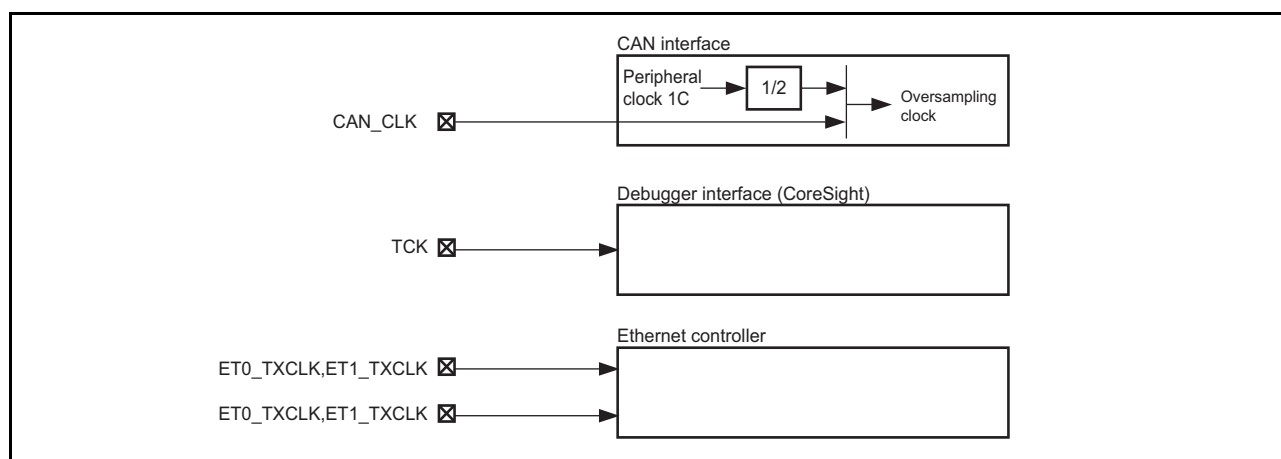 CAN interface
Peripheral
clock 1C
1/2
Oversampling
clock
CAN_CLK
Debugger interface (CoreSight)
TCK
Ethernet controller
ET0_TXCLK,ET1_TXCLK
ET0_TXCLK,ET1_TXCLK